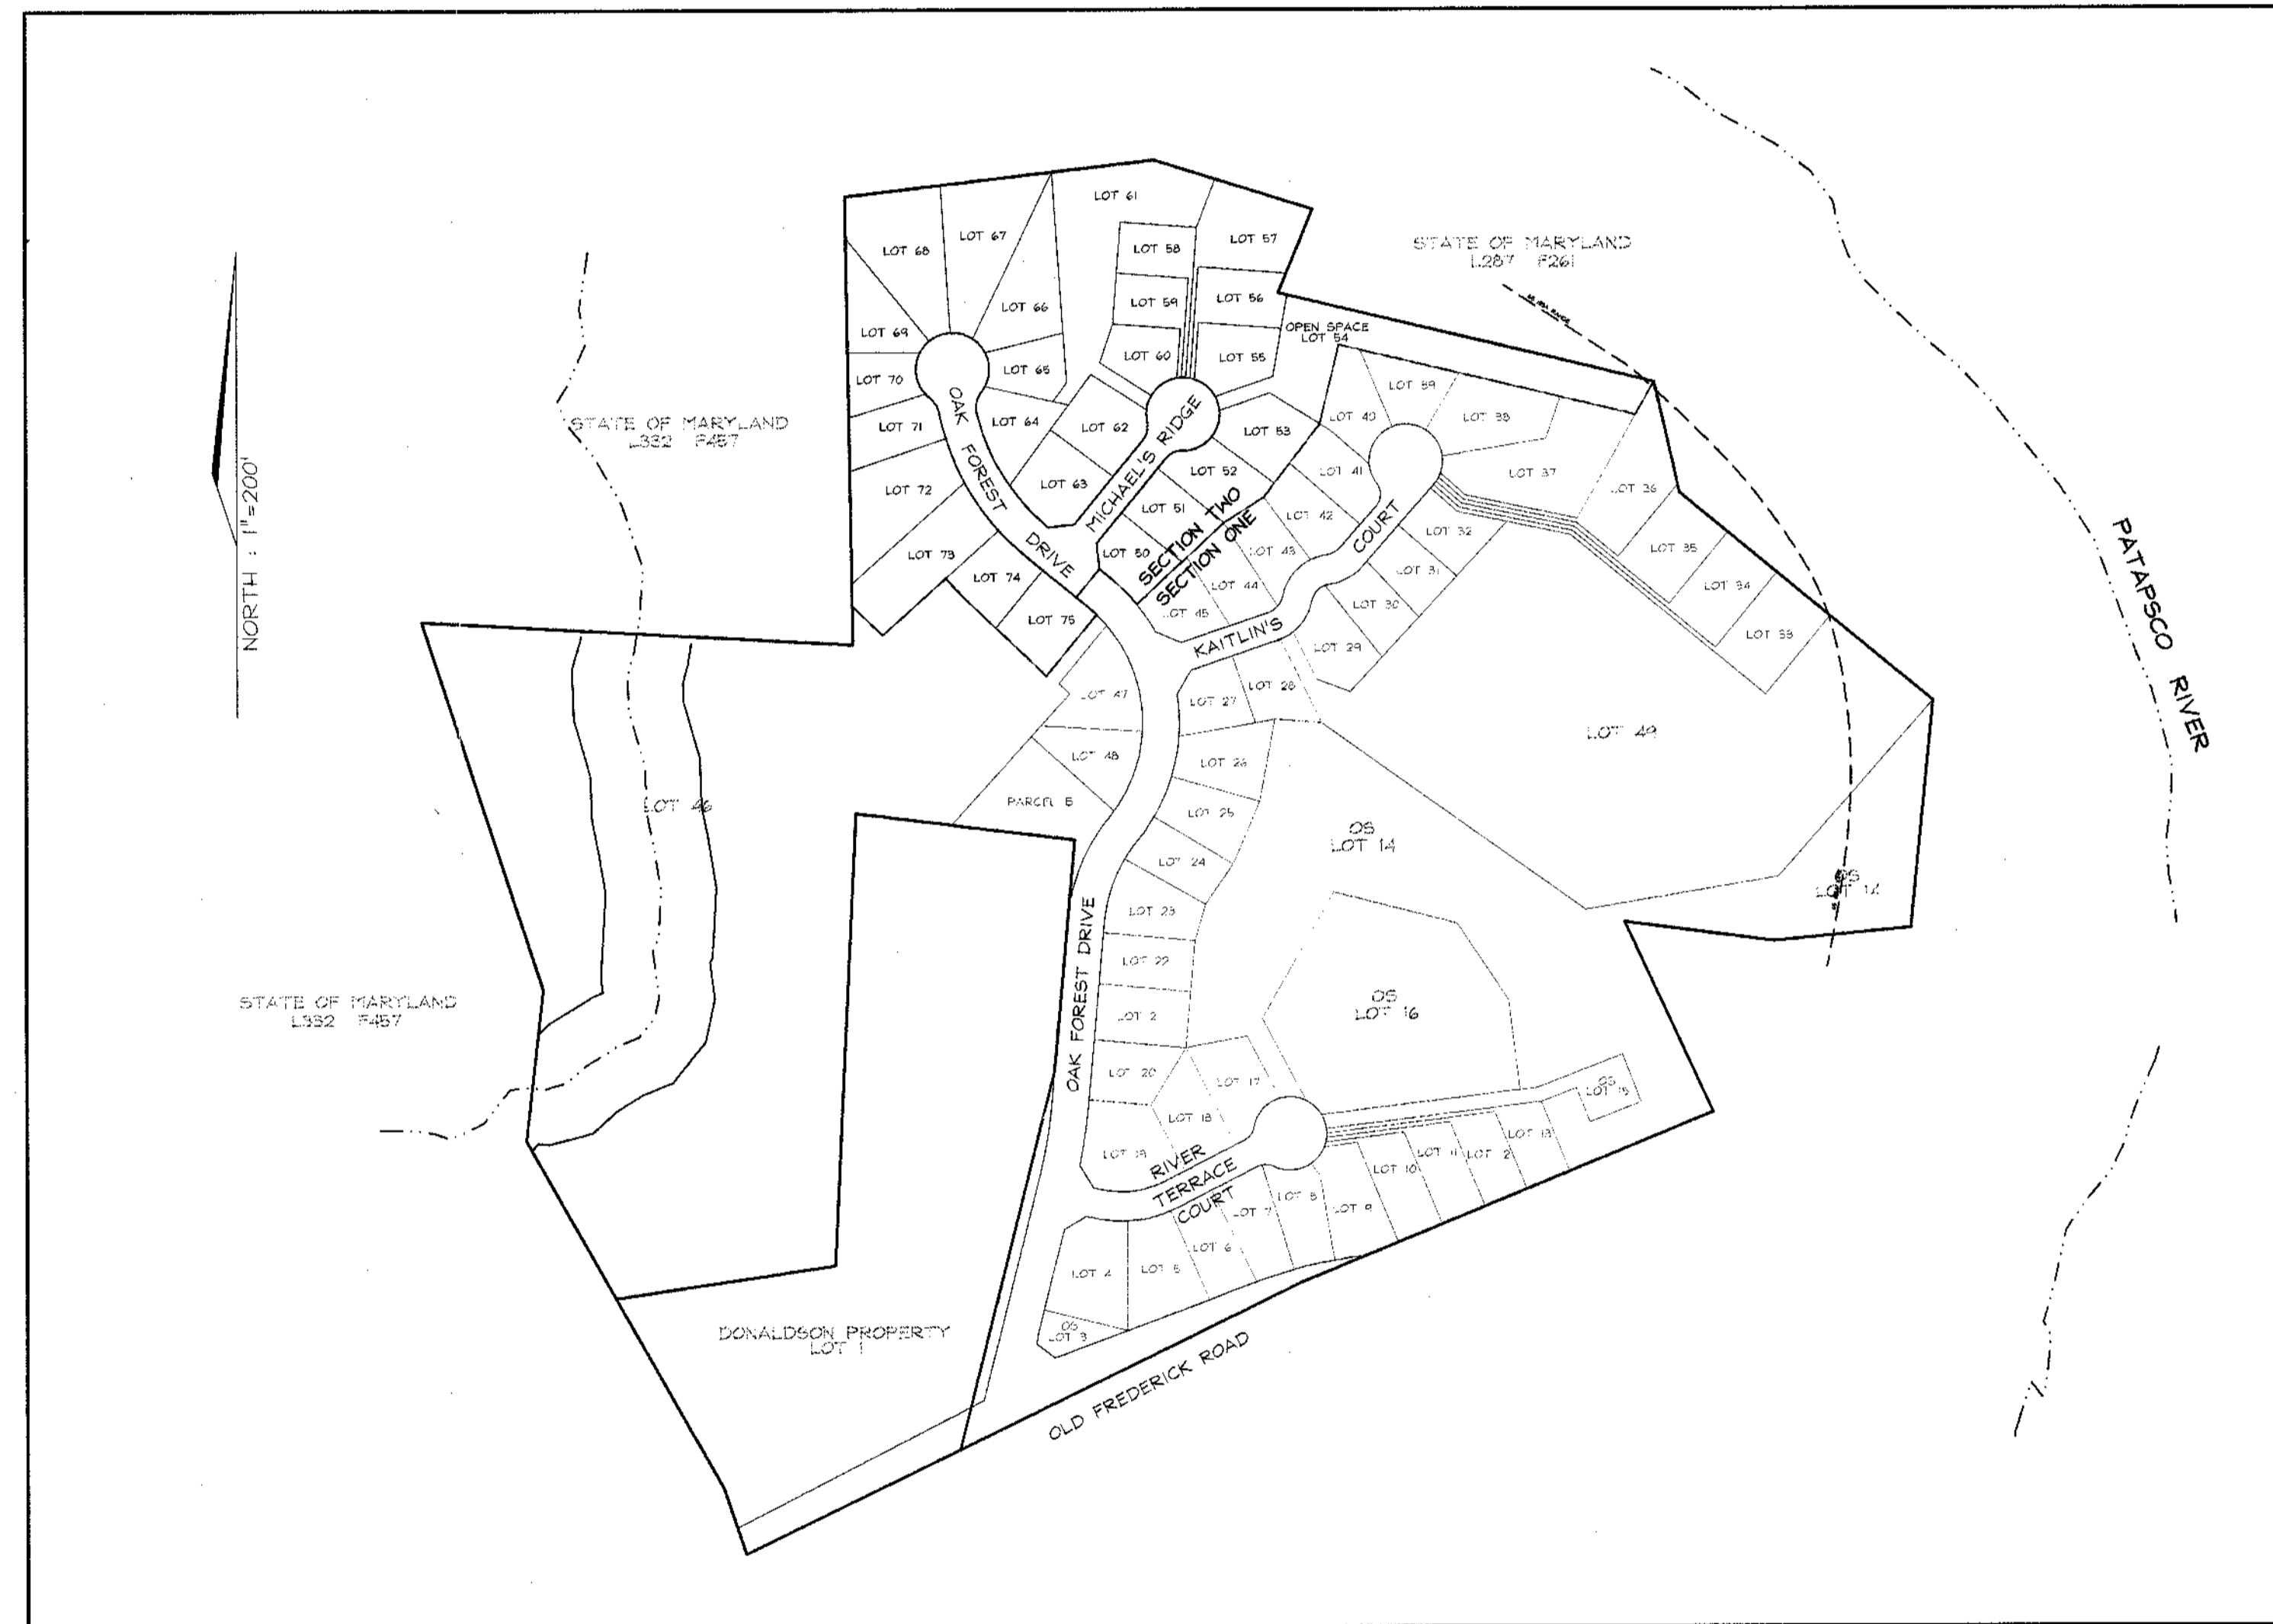 LOT 61
LOT 67
LOT 68
LOT 57
LOT 58
STATE OF MARYLAND
L287 F261
LOT 66
LOT 59
LOT 56
LOT 69
OPEN SPACE
LOT 54
LOT 60
LOT 55
LOT 65
LOT 70
LOT 39
LOT 40
LOT 38
OAK
FOREST
DRIVE
STATE OF MARYLAND
L332 F457
LOT 71
LOT 64
LOT 62
MICHAEL'S RIDGE
LOT 53
LOT 52
LOT 41
LOT 37
LOT 36
LOT 72
LOT 63
LOT 51
SECTION TWO
SECTION ONE
LOT 42
COURT
LOT 32
LOT 73
LOT 50
LOT 43
LOT 35
LOT 74
LOT 44
LOT 31
LOT 34
LOT 75
LOT 45
LOT 30
KAITLIN'S
LOT 33
LOT 29
NORTH : 1"=200'
PATAPSCO RIVER
LOT 47
LOT 27
LOT 28
LOT 49
LOT 48
LOT 26
LOT 46
PARCEL B
LOT 25
OS
LOT 14
LOT 24
OS
LOT 14
LOT 23
OAK FOREST DRIVE
LOT 22
STATE OF MARYLAND
L332 F457
LOT 2
OS
LOT 16
LOT 20
LOT 17
OS
LOT 15
LOT 18
LOT 19
RIVER
TERRACE
COURT
LOT 13
LOT 2
LOT 11
LOT 10
LOT 9
LOT 8
LOT 7
LOT 6
LOT 5
LOT 4
OS
LOT 3
DONALDSON PROPERTY
LOT 1
OLD FREDERICK ROAD